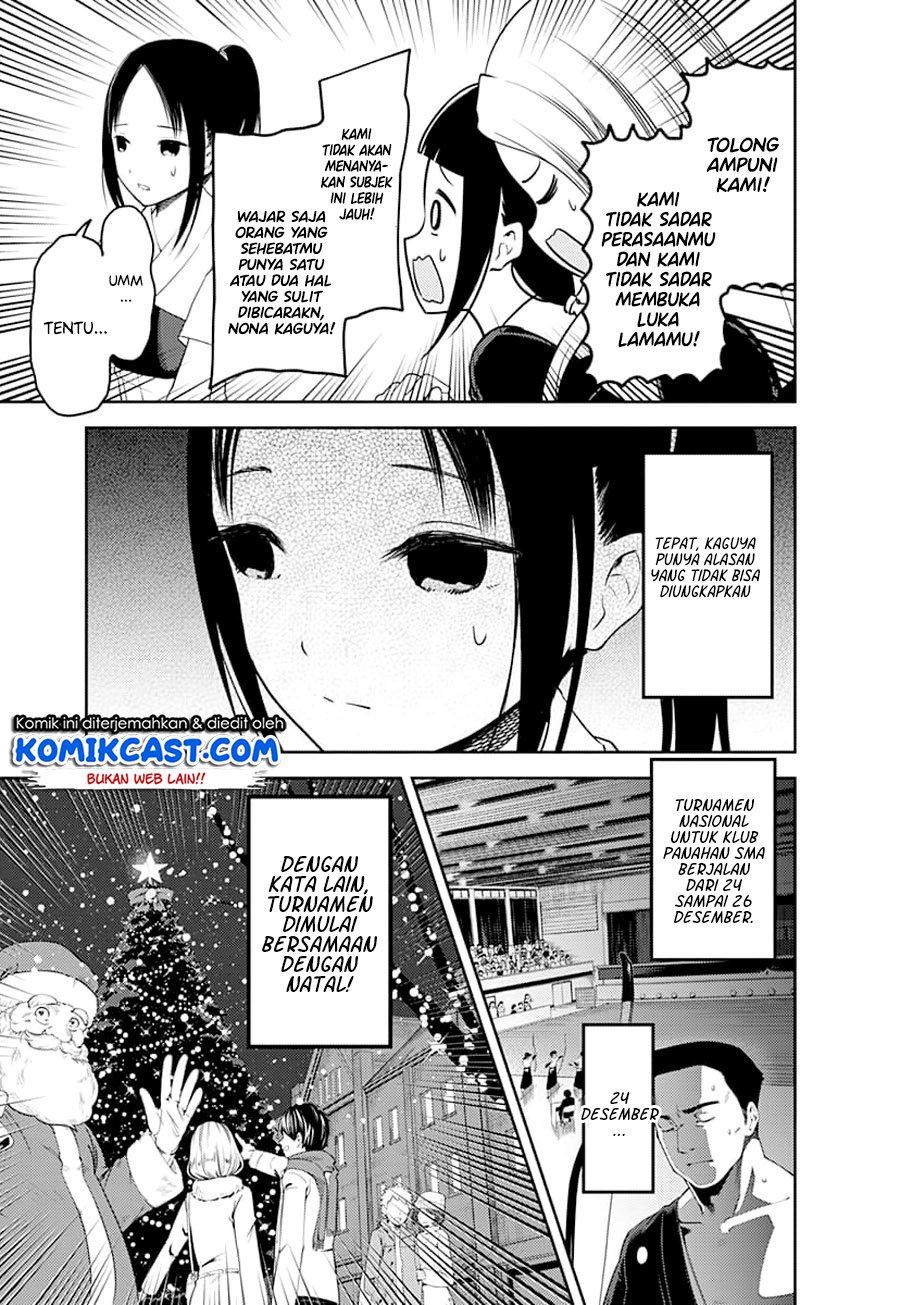 TOLONG
AMPUNI
KAMI!
KAMI
TIDAK SADAR
PERASAANMU
DAN KAMI
TIDAK SADAR
MEMBUKA
LUKA
LAMAMU!
KAMI
TIDAK AKAN
MENANYA-
KAN SUBJEK
INI LEBIH
JAUH!
WAJAR SAJA
ORANG YANG
SEHEBATMU
PUNYA SATU
ATAU DUA HAL
YANG SULIT
DIBICARAKN,
NONA KAGUYA!
UMM
...
TENTU...
TEPAT, KAGUYA
PUNYA ALASAN
YANG TIDAK BISA
DIUNGKAPKAN
Komik ini diterjemahkan & diedit oleh
KOMIKCAST.COM
BUKAN WEB LAIN!!
TURNAMEN
NASIONAL
UNTUK KLUB
PANAHAN SMA
BERJALAN
DARI 24
SAMPAI 26
DESEMBER.
24
DESEMBER
...
DENGAN
KATA LAIN,
TURNAMEN
DIMULAI
BERSAMAAN
DENGAN
NATAL!